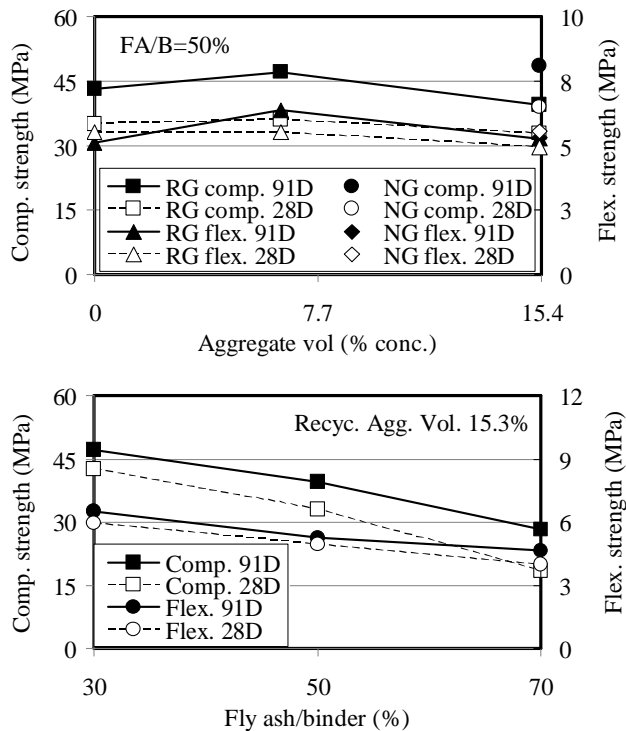 60
45
30
15
0
Comp. strength (MPa)
FA/B=50%
RG comp. 91D
RG comp. 28D
RG flex. 91D
RG flex. 28D
NG comp. 91D
NG comp. 28D
NG flex. 91D
NG flex. 28D
10
8
5
3
0
Flex. strength (MPa)
0
7.7
15.4
Aggregate vol (% conc.)
60
45
30
15
0
Comp. strength (MPa)
Recyc. Agg. Vol. 15.3%
Comp. 91D
Comp. 28D
Flex. 91D
Flex. 28D
12
9
6
3
0
Flex. strength (MPa)
30
50
70
Fly ash/binder (%)